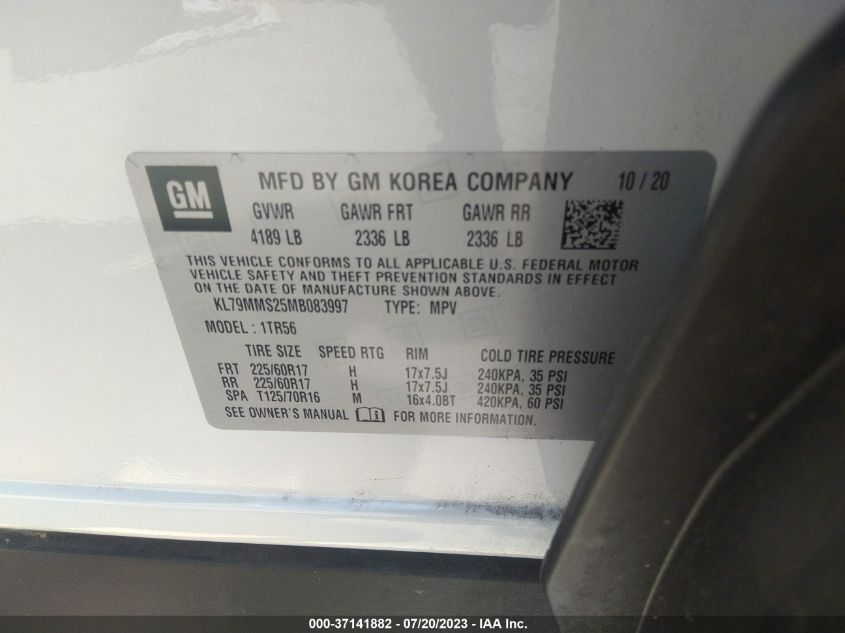 GM MFD BY GM KOREA COMPANY 10/20
GVWR GAWR FRT GAWR RR
4189 LB 2336 LB 2336 LB
THIS VEHICLE CONFORMS TO ALL APPLICABLE U.S. FEDERAL MOTOR
VEHICLE SAFETY AND THEFT PREVENTION STANDARDS IN EFFECT
ON THE DATE OF MANUFACTURE SHOWN ABOVE.
KL79MMS25MB083997 TYPE: MPV
MODEL: 1TR56
TIRE SIZE SPEED RTG RIM COLD TIRE PRESSURE
FRT 225/60R17 H 17x7.5J 240KPA, 35 PSI
RR 225/60R17 H 17x7.5J 240KPA, 35 PSI
SPA T125/70R16 M 16x4.0BT 420KPA, 60 PSI
SEE OWNER'S MANUAL FOR MORE INFORMATION.
000-37141882 - 07/20/2023 - IAA Inc.